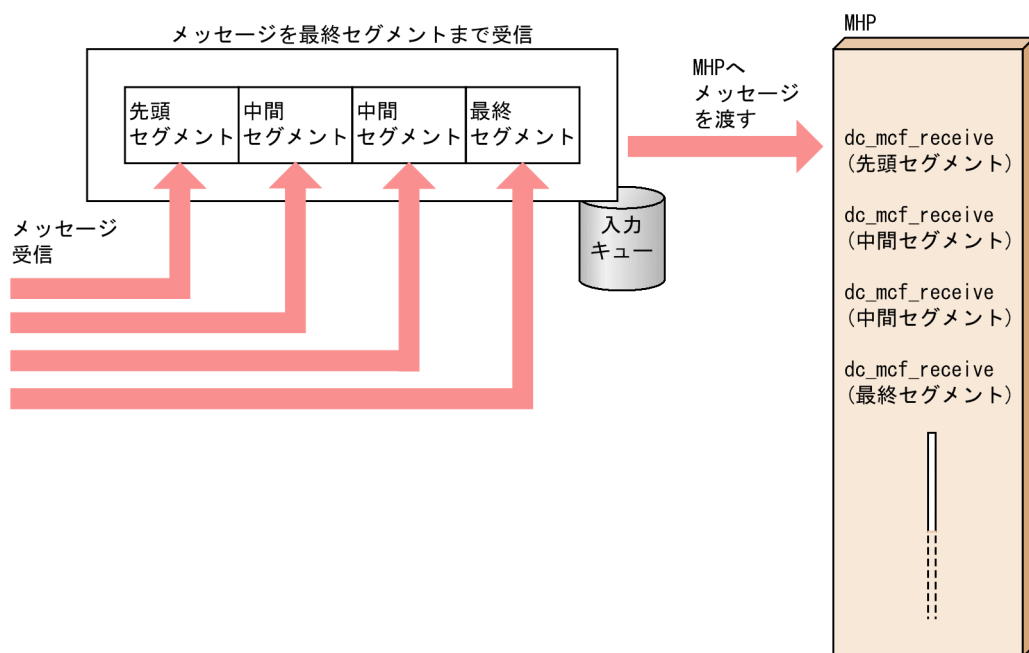 メッセージを最終セグメントまで受信
先頭
セグメント
中間
セグメント
中間
セグメント
最終
セグメント
メッセージ
受信
入力
キュー
MHPへ
メッセージ
を渡す
MHP
dc_mcf_receive
(先頭セグメント)
dc_mcf_receive
(中間セグメント)
dc_mcf_receive
(中間セグメント)
dc_mcf_receive
(最終セグメント)